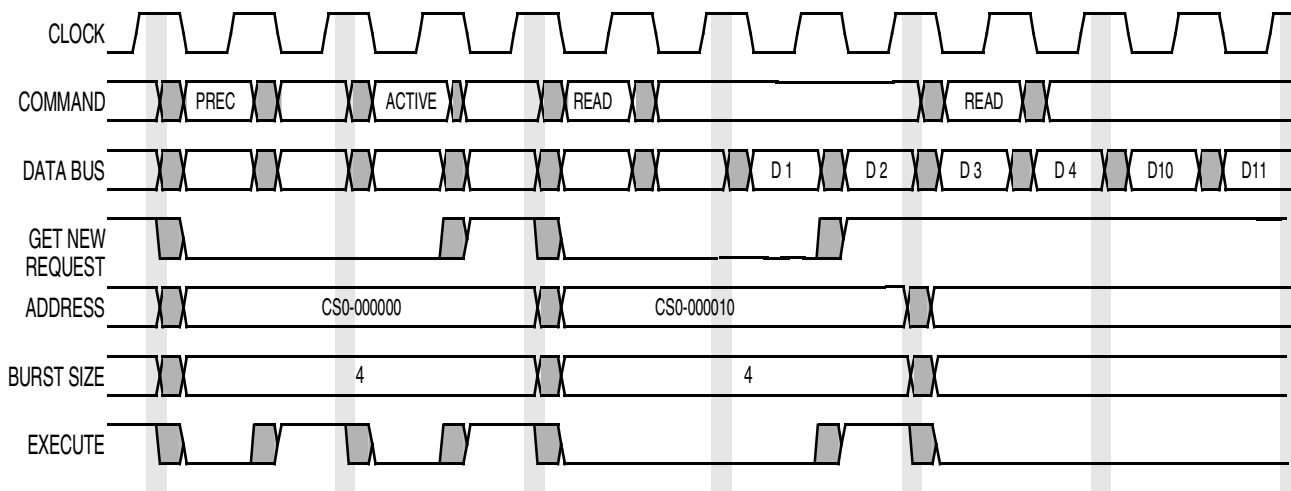 CLOCK
COMMAND PREC ACTIVE READ READ
DATA BUS D 1 D 2 D 3 D 4 D10 D11
GET NEW
REQUEST
ADDRESS CS0-000000 CS0-000010
BURST SIZE 4 4
EXECUTE